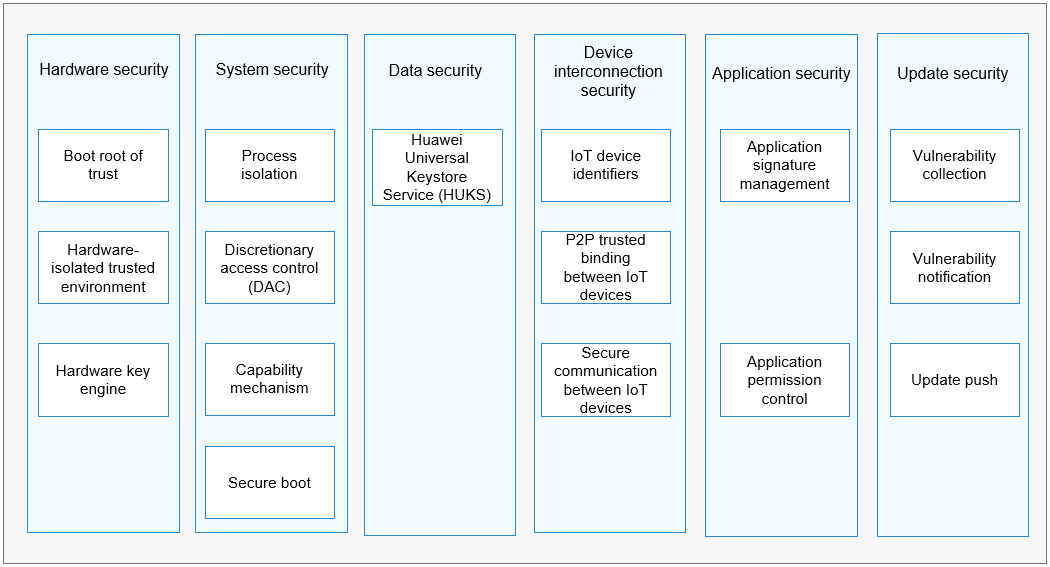 Hardware security
Boot root of
trust
Hardware-
isolated trusted
environment
Hardware key
engine
System security
Process
isolation
Discretionary
access control
(DAC)
Capability
mechanism
Secure boot
Data security
Huawei
Universal
Keystore
Service (HUKS)
Device
interconnection
security
IoT device
identifiers
P2P trusted
binding
between IoT
devices
Secure
communication
between IoT
devices
Application security
Application
signature
management
Application
permission
control
Update security
Vulnerability
collection
Vulnerability
notification
Update push